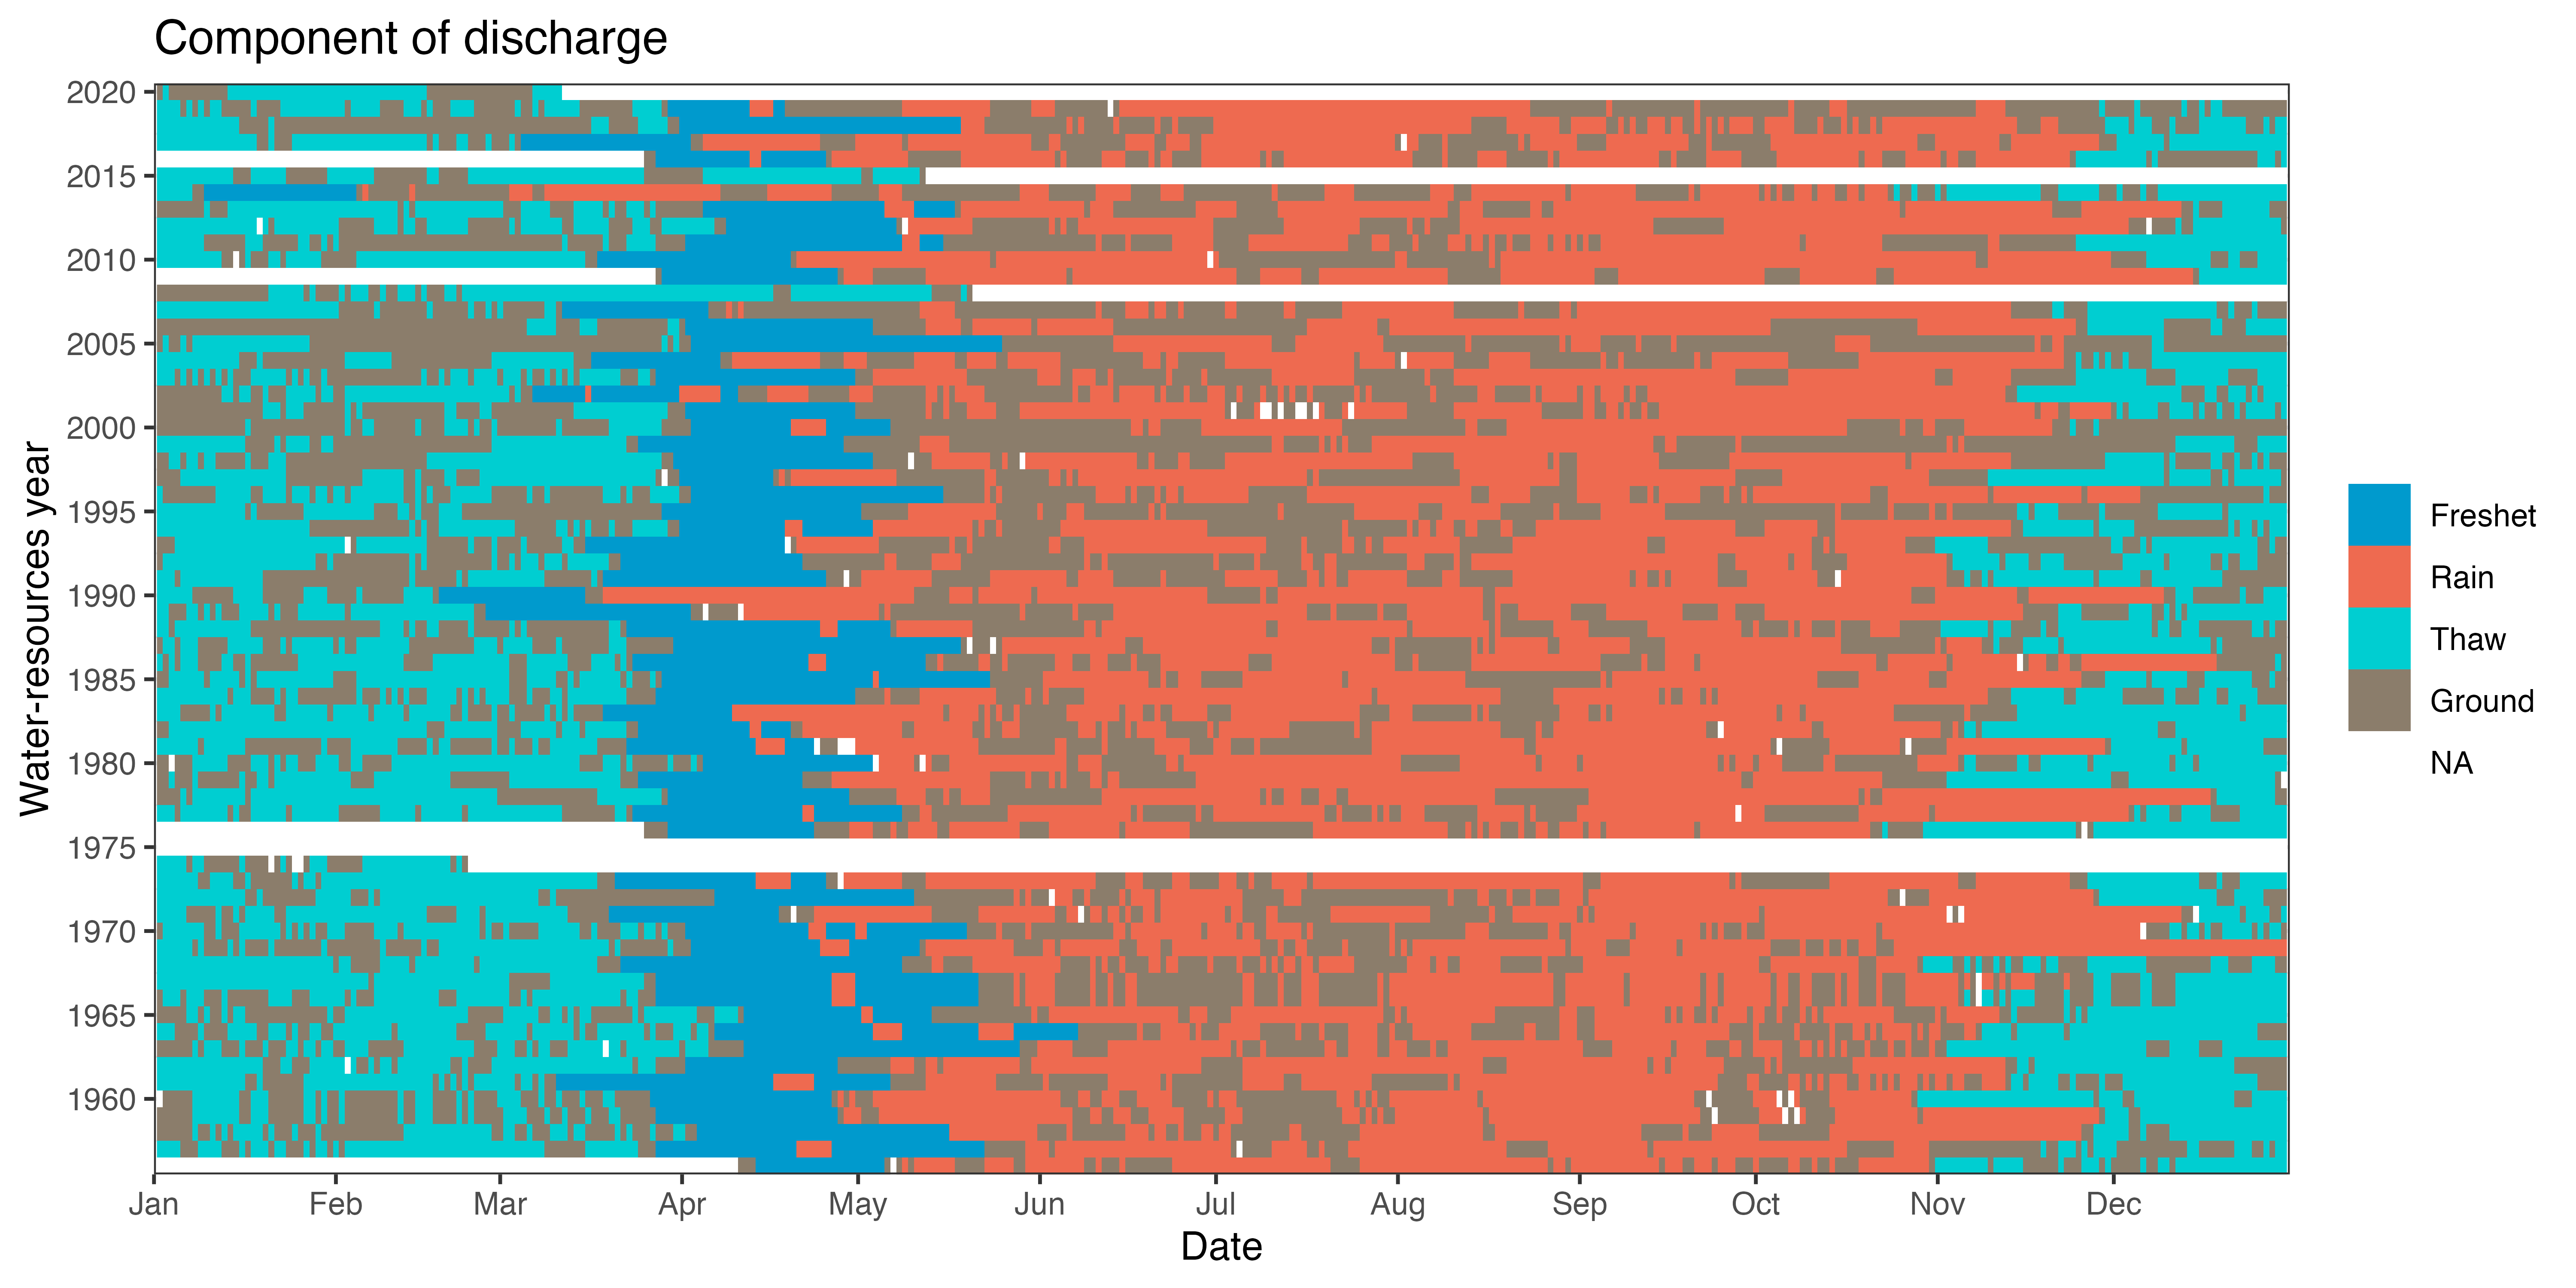 Component of discharge
Water-resources year
2020
2015
2010
2005
2000
1995
1990
1985
1980
1975
1970
1965
1960
Jan Feb Mar Apr May Jun Jul Aug Sep Oct Nov Dec
Date
Freshet
Rain
Thaw
Ground
NA